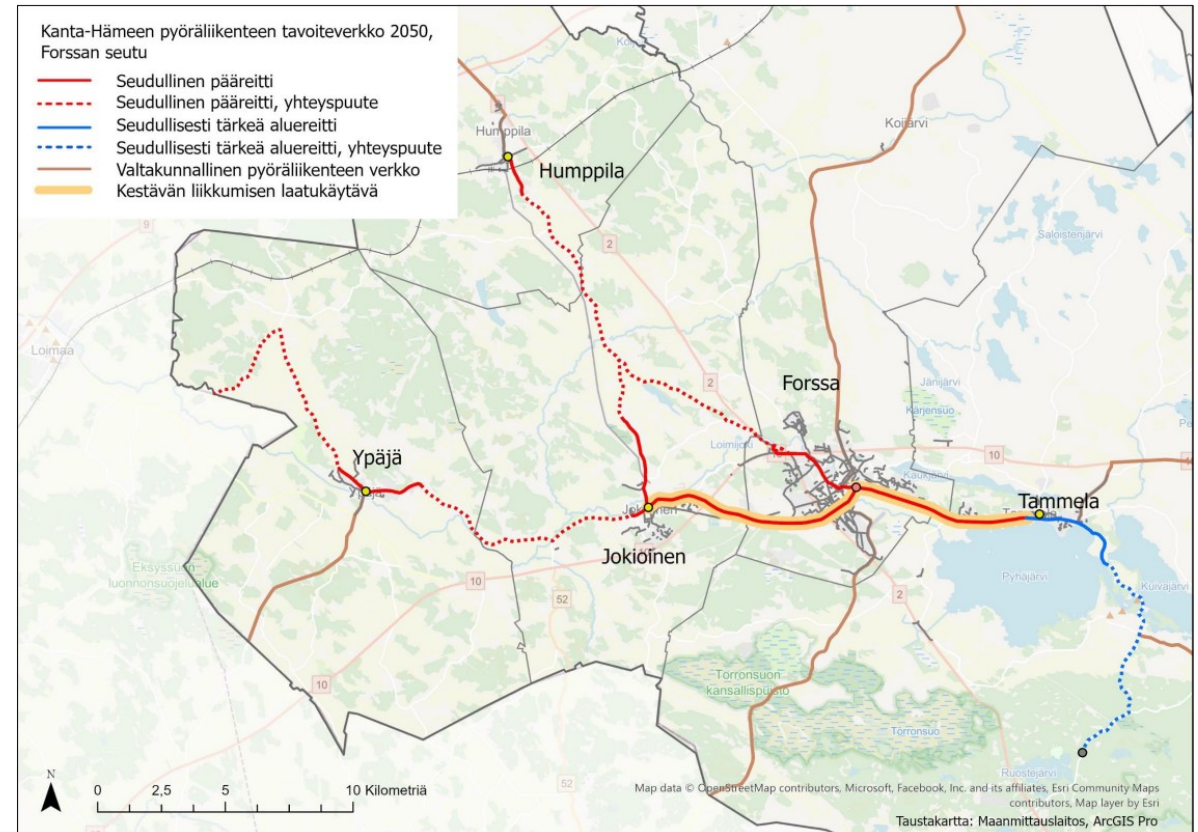 Kanta-Hämeen pyöräliikenteen tavoiteverkko 2050,
Forssan seutu
Seudullinen pääreitti
Seudullinen pääreitti, yhteyspuute
Seudullisesti tärkeä aluereitti
Seudullisesti tärkeä aluereitti, yhteyspuute
Valtakunnallinen pyöräliikenteen verkko
Kestävän liikkumisen laatukäytävä
Humppila
Humppila
Koijärvi
9
2
Saloistenjärvi
Loimaa
2
Forssa
Jänijärvi
Kärjensuo
Loimijoki
10
10
Kaukjärvi
Ypäjä
Tammela
Jokioinen
Pyhäjärvi
Kuivajärvi
Eksyssuon
luonnonsuojelualue
10
52
2
10
Torronsuon
kansallispuisto
Torronsuo
Ruostejärvi
52
N
0 2,5 5 10 Kilometriä
Map data © OpenStreetMap contributors, Microsoft, Facebook, Inc. and its affiliates, Esri Community Maps
contributors, Map layer by Esri
Taustakartta: Maanmittauslaitos, ArcGIS Pro